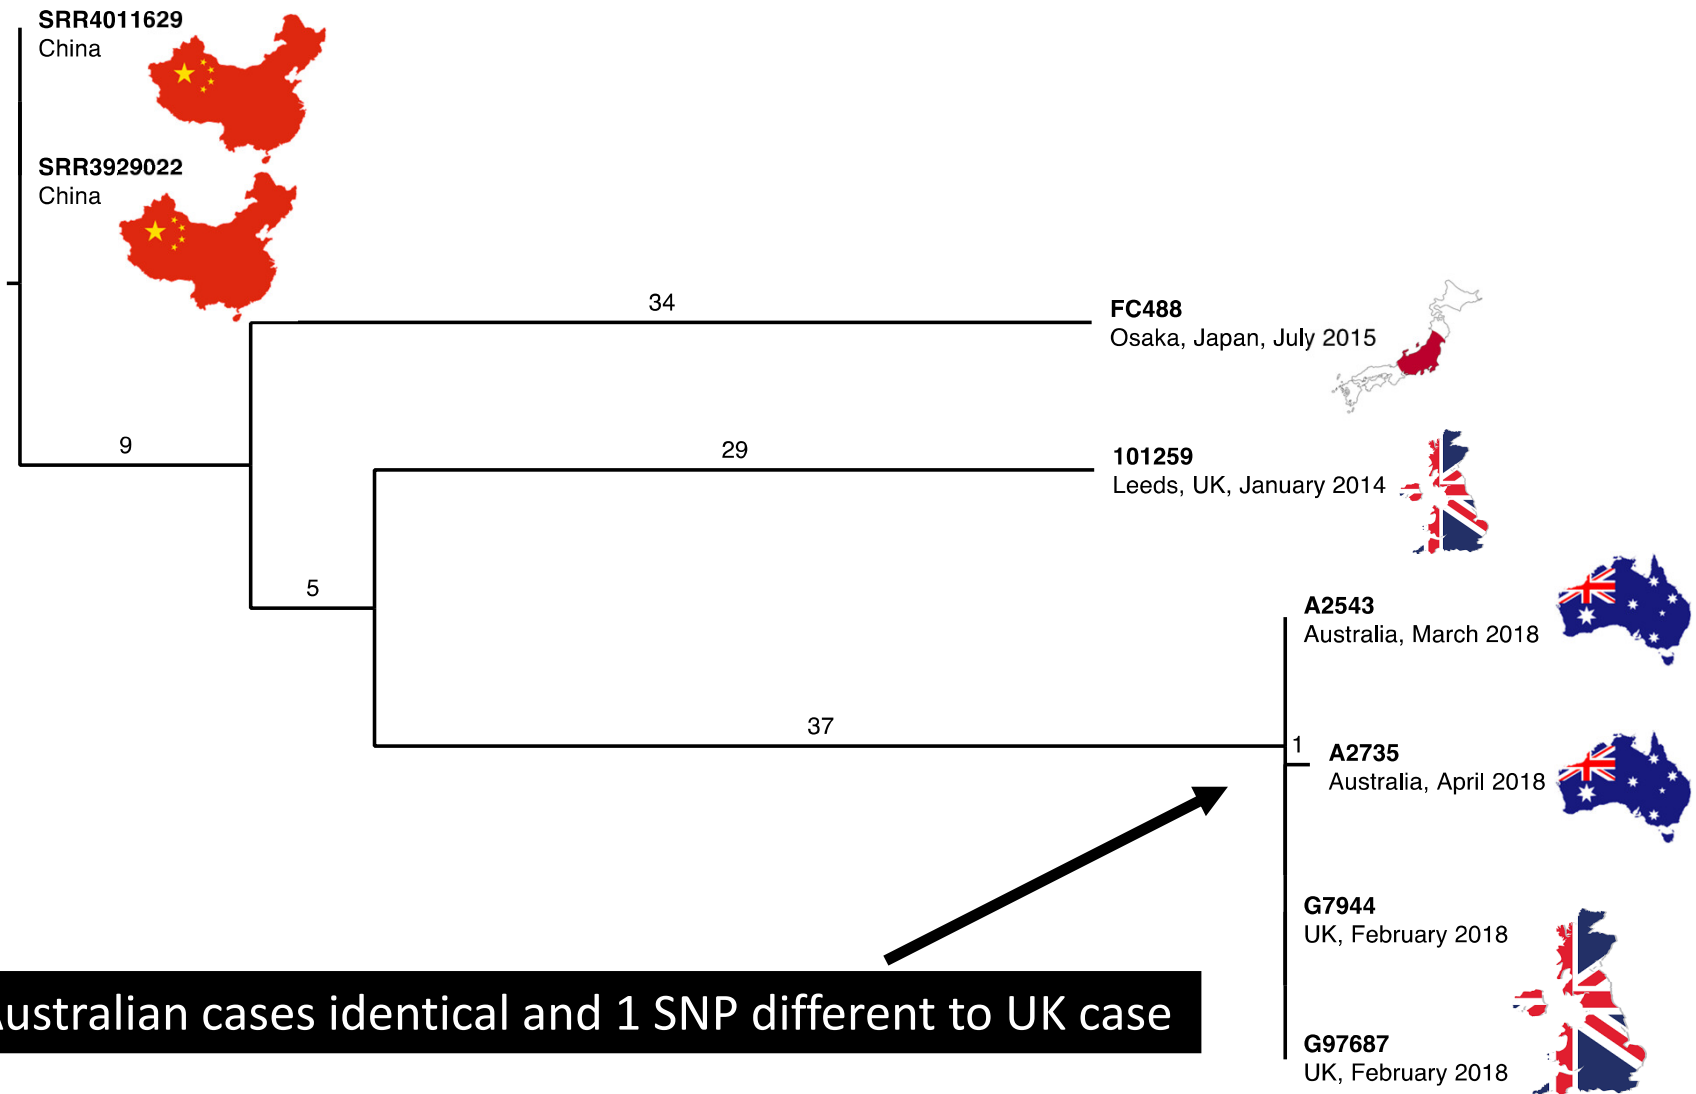 SRR4011629
China
SRR3929022
China
34
FC488
Osaka, Japan, July 2015
9
29
101259
Leeds, UK, January 2014
5
A2543
Australia, March 2018
37
1
A2735
Australia, April 2018
G7944
UK, February 2018
Australian cases identical and 1 SNP different to UK case
G97687
UK, February 2018